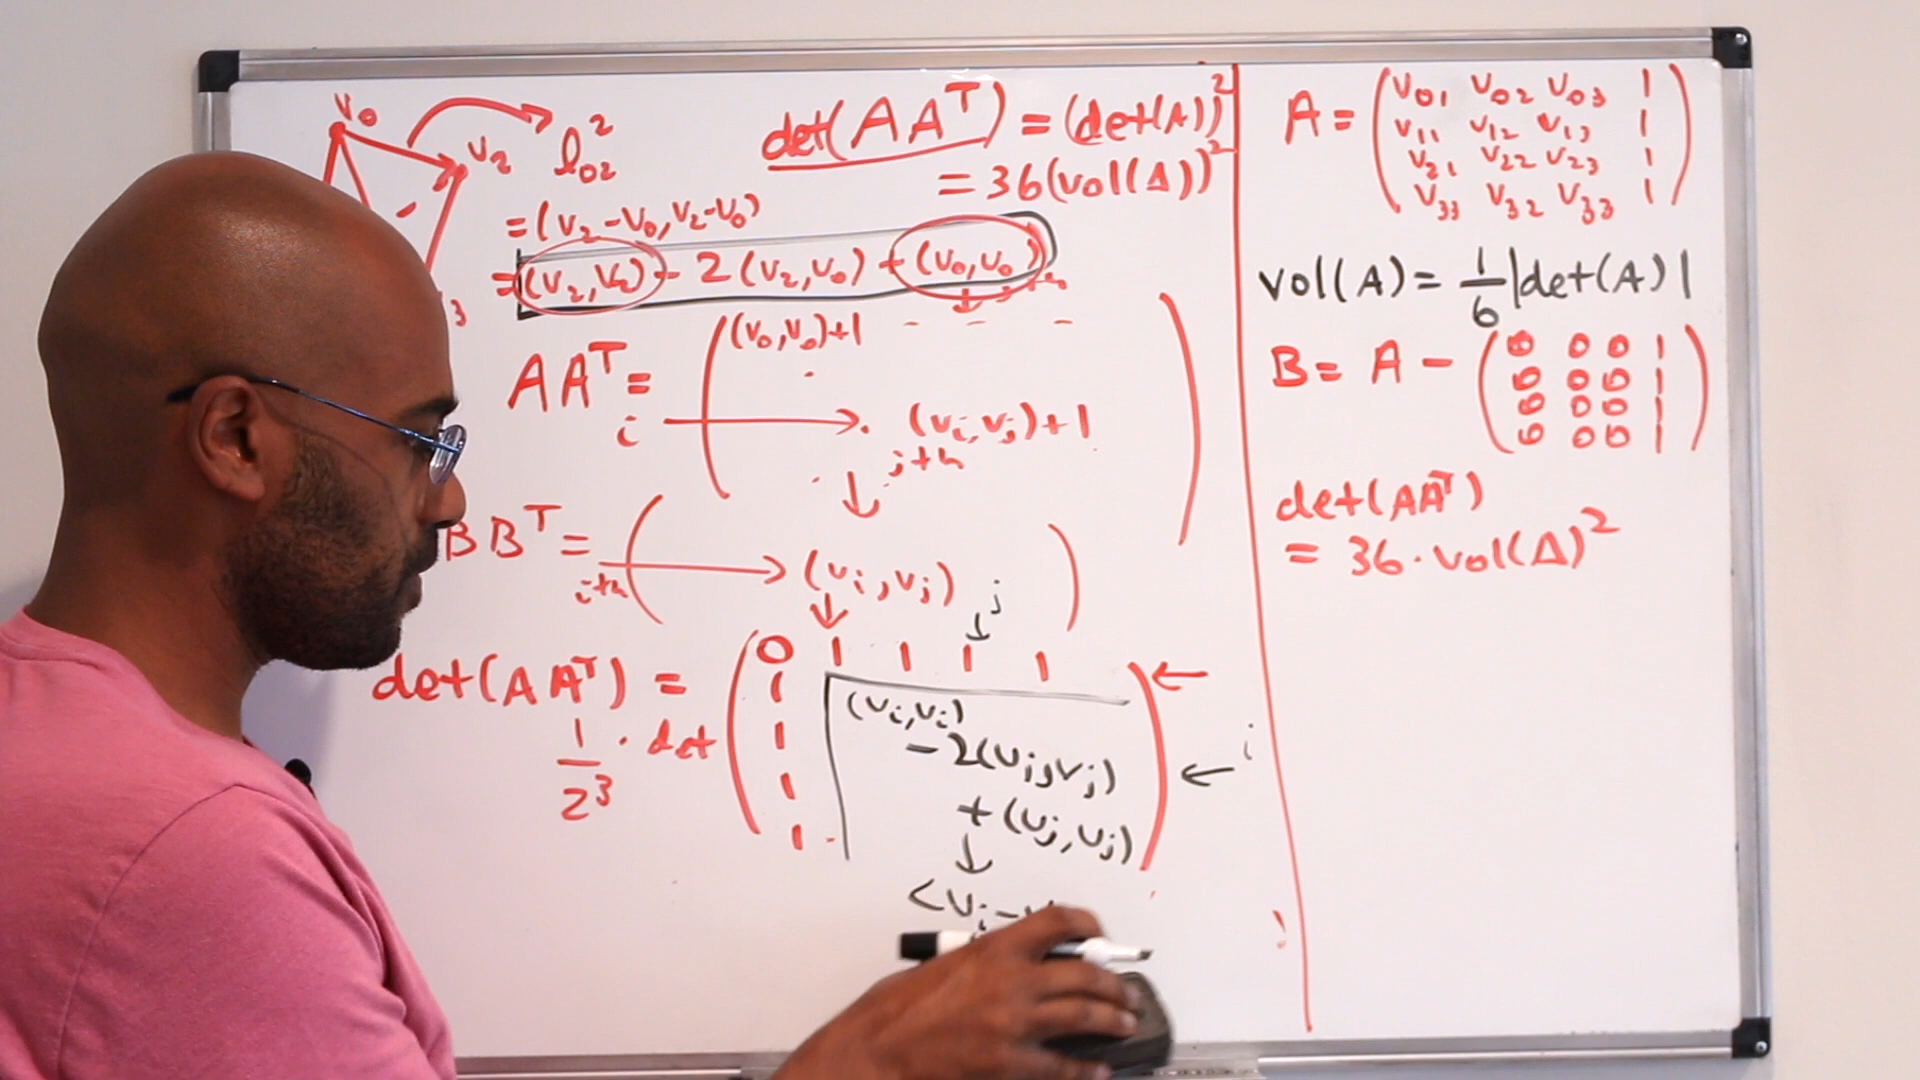 v₀
v₂
l₀₂²
3
det(AAᵀ) = (det(A))²
= 36(vol(Δ))²
= (v₂-v₀, v₂-v₀)
= (v₂,v₂) - 2(v₂,v₀) + (v₀,v₀)
(v₀,v₀)+1 - - -
AAᵀ =
i → (vᵢ,vⱼ)+1
jth
↓
BBᵀ =
ith → (vᵢ,vⱼ)
↓ j
↓
det(AAᵀ) = 0 1 1 1 1 ←
1/2³ · det
1
1
1
1
(vᵢ,vᵢ)
-2(vᵢ,vⱼ) ← i
+ (vⱼ,vⱼ)
↓
<vᵢ-v
A = v₀₁ v₀₂ v₀₃ 1
v₁₁ v₁₂ v₁₃ 1
v₂₁ v₂₂ v₂₃ 1
v₃₃ v₃₂ v₃₃ 1
vol(A) = 1/6 |det(A)|
B = A - 0 0 0 1
0 0 0 1
0 0 0 1
0 0 0 1
det(AAᵀ)
= 36·vol(Δ)²